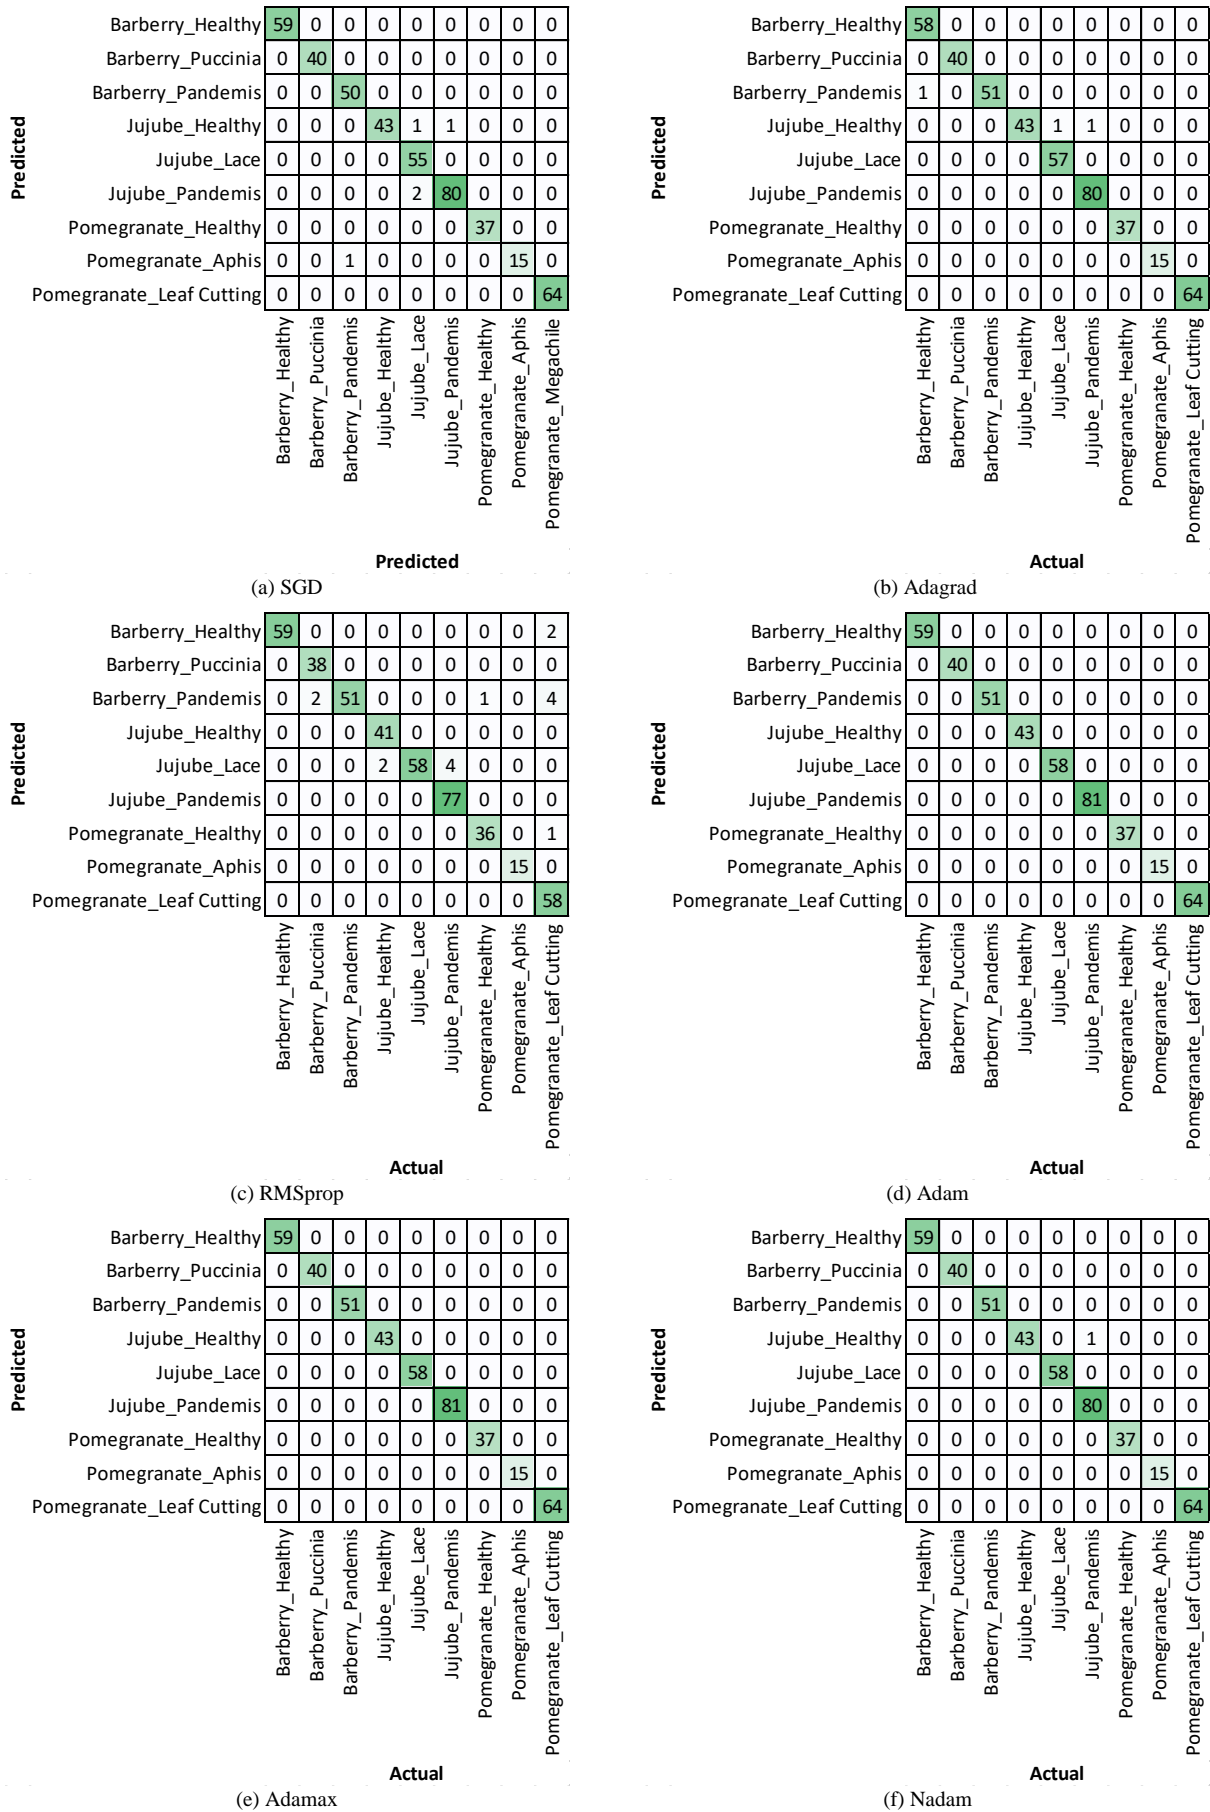 Predicted
Barberry_Healthy 59 0 0 0 0 0 0 0 0
Barberry_Puccinia 0 40 0 0 0 0 0 0 0
Barberry_Pandemis 0 0 50 0 0 0 0 0 0
Jujube_Healthy 0 0 0 43 1 1 0 0 0
Jujube_Lace 0 0 0 0 55 0 0 0 0
Jujube_Pandemis 0 0 0 0 2 80 0 0 0
Pomegranate_Healthy 0 0 0 0 0 0 37 0 0
Pomegranate_Aphis 0 0 1 0 0 0 0 15 0
Pomegranate_Leaf Cutting 0 0 0 0 0 0 0 0 64
Barberry_Healthy
Barberry_Puccinia
Barberry_Pandemis
Jujube_Healthy
Jujube_Lace
Jujube_Pandemis
Pomegranate_Healthy
Pomegranate_Aphis
Pomegranate_Megachile
Predicted
(a) SGD
Predicted
Barberry_Healthy 58 0 0 0 0 0 0 0 0
Barberry_Puccinia 0 40 0 0 0 0 0 0 0
Barberry_Pandemis 1 0 51 0 0 0 0 0 0
Jujube_Healthy 0 0 0 43 1 1 0 0 0
Jujube_Lace 0 0 0 0 57 0 0 0 0
Jujube_Pandemis 0 0 0 0 0 80 0 0 0
Pomegranate_Healthy 0 0 0 0 0 0 37 0 0
Pomegranate_Aphis 0 0 0 0 0 0 0 15 0
Pomegranate_Leaf Cutting 0 0 0 0 0 0 0 0 64
Barberry_Healthy
Barberry_Puccinia
Barberry_Pandemis
Jujube_Healthy
Jujube_Lace
Jujube_Pandemis
Pomegranate_Healthy
Pomegranate_Aphis
Pomegranate_Leaf Cutting
Actual
(b) Adagrad
Predicted
Barberry_Healthy 59 0 0 0 0 0 0 0 2
Barberry_Puccinia 0 38 0 0 0 0 0 0 0
Barberry_Pandemis 0 2 51 0 0 0 1 0 4
Jujube_Healthy 0 0 0 41 0 0 0 0 0
Jujube_Lace 0 0 0 2 58 4 0 0 0
Jujube_Pandemis 0 0 0 0 0 77 0 0 0
Pomegranate_Healthy 0 0 0 0 0 0 36 0 1
Pomegranate_Aphis 0 0 0 0 0 0 0 15 0
Pomegranate_Leaf Cutting 0 0 0 0 0 0 0 0 58
Barberry_Healthy
Barberry_Puccinia
Barberry_Pandemis
Jujube_Healthy
Jujube_Lace
Jujube_Pandemis
Pomegranate_Healthy
Pomegranate_Aphis
Pomegranate_Leaf Cutting
Actual
(c) RMSprop
Predicted
Barberry_Healthy 59 0 0 0 0 0 0 0 0
Barberry_Puccinia 0 40 0 0 0 0 0 0 0
Barberry_Pandemis 0 0 51 0 0 0 0 0 0
Jujube_Healthy 0 0 0 43 0 0 0 0 0
Jujube_Lace 0 0 0 0 58 0 0 0 0
Jujube_Pandemis 0 0 0 0 0 81 0 0 0
Pomegranate_Healthy 0 0 0 0 0 0 37 0 0
Pomegranate_Aphis 0 0 0 0 0 0 0 15 0
Pomegranate_Leaf Cutting 0 0 0 0 0 0 0 0 64
Barberry_Healthy
Barberry_Puccinia
Barberry_Pandemis
Jujube_Healthy
Jujube_Lace
Jujube_Pandemis
Pomegranate_Healthy
Pomegranate_Aphis
Pomegranate_Leaf Cutting
Actual
(d) Adam
Predicted
Barberry_Healthy 59 0 0 0 0 0 0 0 0
Barberry_Puccinia 0 40 0 0 0 0 0 0 0
Barberry_Pandemis 0 0 51 0 0 0 0 0 0
Jujube_Healthy 0 0 0 43 0 0 0 0 0
Jujube_Lace 0 0 0 0 58 0 0 0 0
Jujube_Pandemis 0 0 0 0 0 81 0 0 0
Pomegranate_Healthy 0 0 0 0 0 0 37 0 0
Pomegranate_Aphis 0 0 0 0 0 0 0 15 0
Pomegranate_Leaf Cutting 0 0 0 0 0 0 0 0 64
Barberry_Healthy
Barberry_Puccinia
Barberry_Pandemis
Jujube_Healthy
Jujube_Lace
Jujube_Pandemis
Pomegranate_Healthy
Pomegranate_Aphis
Pomegranate_Leaf Cutting
Actual
(e) Adamax
Predicted
Barberry_Healthy 59 0 0 0 0 0 0 0 0
Barberry_Puccinia 0 40 0 0 0 0 0 0 0
Barberry_Pandemis 0 0 51 0 0 0 0 0 0
Jujube_Healthy 0 0 0 43 0 1 0 0 0
Jujube_Lace 0 0 0 0 58 0 0 0 0
Jujube_Pandemis 0 0 0 0 0 80 0 0 0
Pomegranate_Healthy 0 0 0 0 0 0 37 0 0
Pomegranate_Aphis 0 0 0 0 0 0 0 15 0
Pomegranate_Leaf Cutting 0 0 0 0 0 0 0 0 64
Barberry_Healthy
Barberry_Puccinia
Barberry_Pandemis
Jujube_Healthy
Jujube_Lace
Jujube_Pandemis
Pomegranate_Healthy
Pomegranate_Aphis
Pomegranate_Leaf Cutting
Actual
(f) Nadam